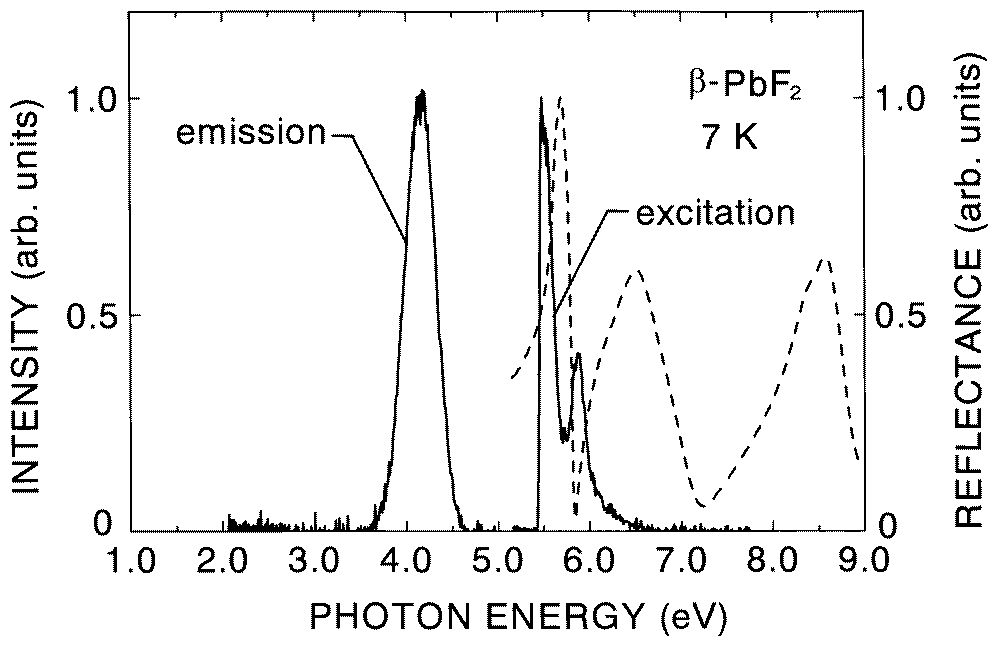 β-PbF₂
1.0
1.0
emission
7 K
excitation
0.5
0.5
0
0
1.0 2.0 3.0 4.0 5.0 6.0 7.0 8.0 9.0
PHOTON ENERGY (eV)
INTENSITY (arb. units)
REFLECTANCE (arb. units)